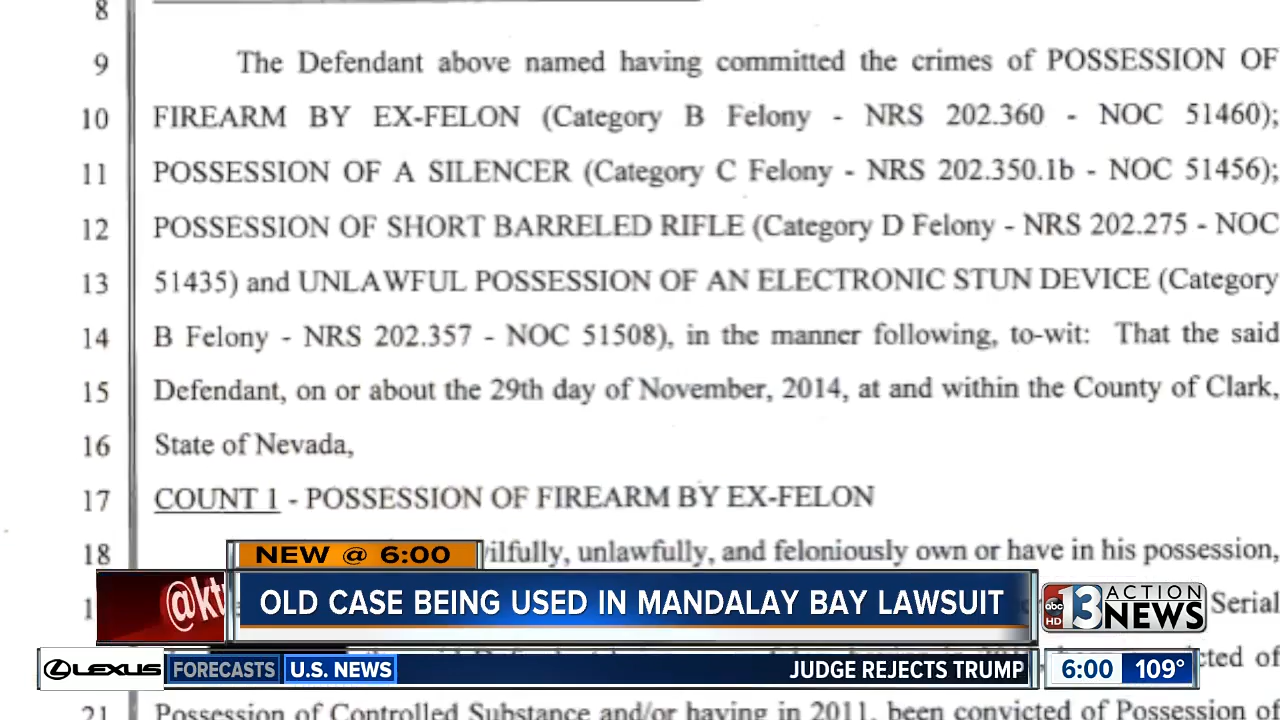 8
9 The Defendant above named having committed the crimes of POSSESSION OF
10 FIREARM BY EX-FELON (Category B Felony - NRS 202.360 - NOC 51460);
11 POSSESSION OF A SILENCER (Category C Felony - NRS 202.350.1b - NOC 51456);
12 POSSESSION OF SHORT BARRELED RIFLE (Category D Felony - NRS 202.275 - NOC
13 51435) and UNLAWFUL POSSESSION OF AN ELECTRONIC STUN DEVICE (Category
14 B Felony - NRS 202.357 - NOC 51508), in the manner following, to-wit: That the said
15 Defendant, on or about the 29th day of November, 2014, at and within the County of Clark,
16 State of Nevada,
17 COUNT 1 - POSSESSION OF FIREARM BY EX-FELON
18 ilfully, unlawfully, and feloniously own or have in his possession,
NEW @ 6:00
Serial
@kt
OLD CASE BEING USED IN MANDALAY BAY LAWSUIT
abc HD 13 ACTION NEWS
LEXUS FORECASTS U.S. NEWS JUDGE REJECTS TRUMP 6:00 109°
of
21 Possession of Controlled Substance and/or having in 2011, been convicted of Possession of